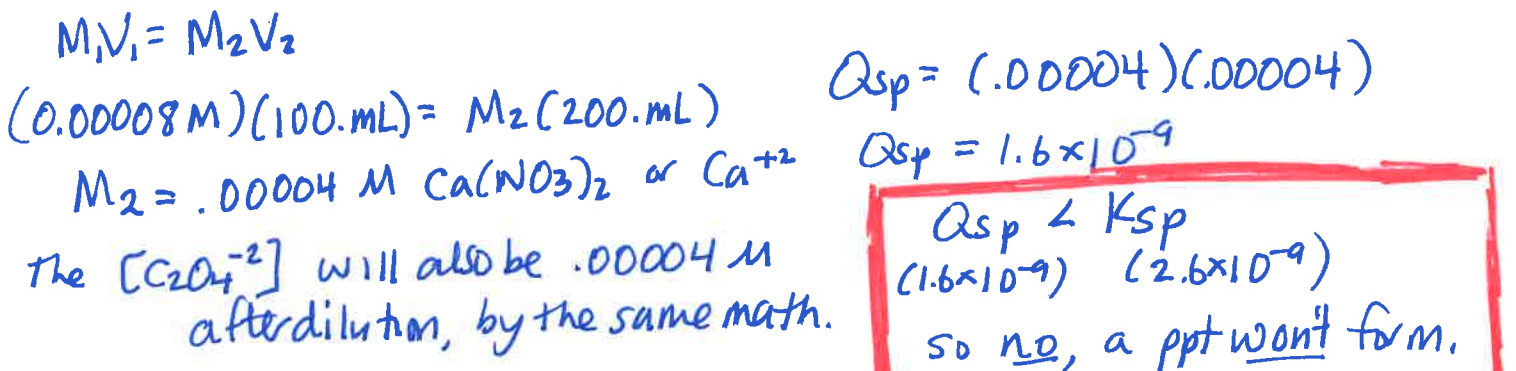 M₁V₁ = M₂V₂
(0.00008 M)(100. mL) = M₂(200. mL)
M₂ = .00004 M Ca(NO3)₂ or Ca⁺²
The [C₂O₄⁻²] will also be .00004 M
after dilution, by the same math.
Qsp = (.00004)(.00004)
Qsp = 1.6×10⁻⁹
Qsp < Ksp
(1.6×10⁻⁹) (2.6×10⁻⁹)
so no, a ppt won't form.